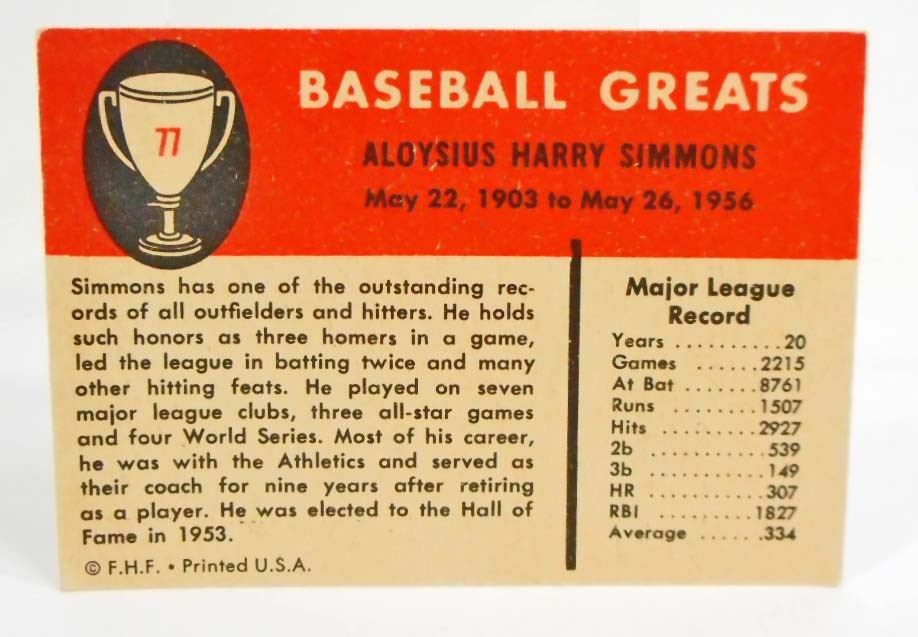 77
BASEBALL GREATS
ALOYSIUS HARRY SIMMONS
May 22, 1903 to May 26, 1956
Simmons has one of the outstanding rec-
ords of all outfielders and hitters. He holds
such honors as three homers in a game,
led the league in batting twice and many
other hitting feats. He played on seven
major league clubs, three all-star games
and four World Series. Most of his career,
he was with the Athletics and served as
their coach for nine years after retiring
as a player. He was elected to the Hall of
Fame in 1953.
© F.H.F. • Printed U.S.A.
Major League
Record
Years ..........20
Games ......2215
At Bat .......8761
Runs ........1507
Hits .........2927
2b ...........539
3b ...........149
HR ..........307
RBI .........1827
Average ......334